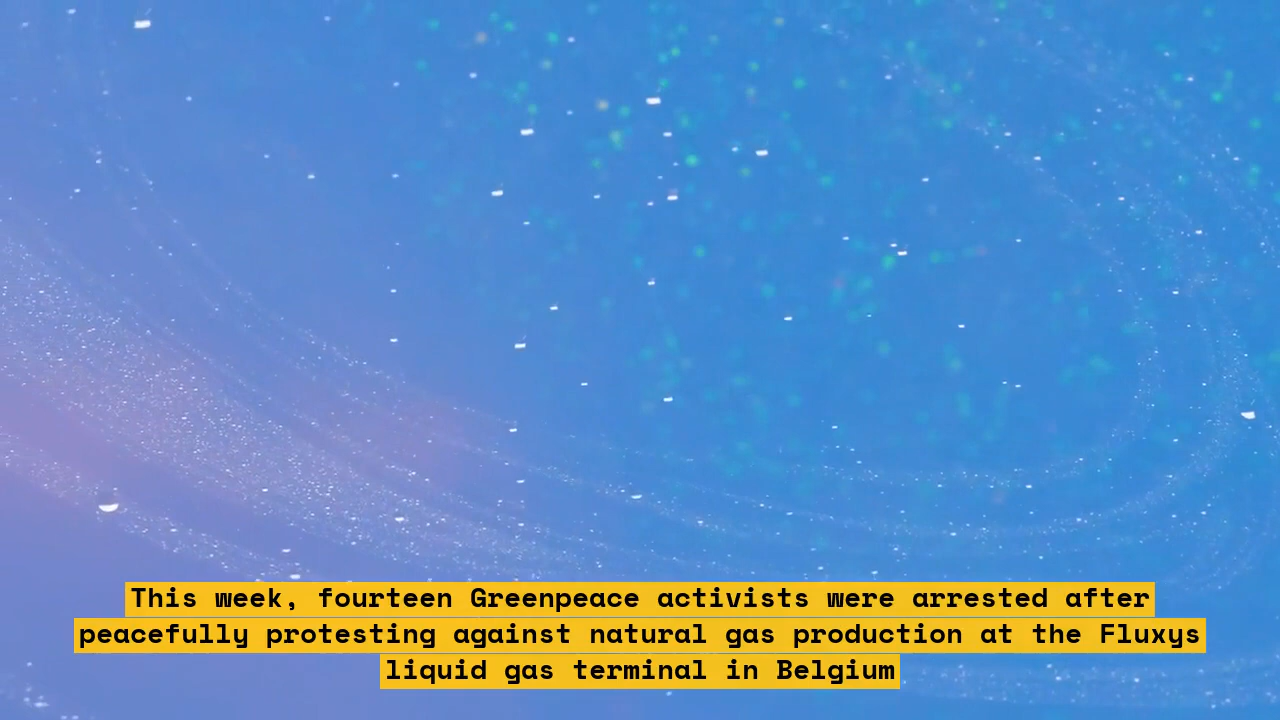 This week, fourteen Greenpeace activists were arrested after
peacefully protesting against natural gas production at the Fluxys
liquid gas terminal in Belgium